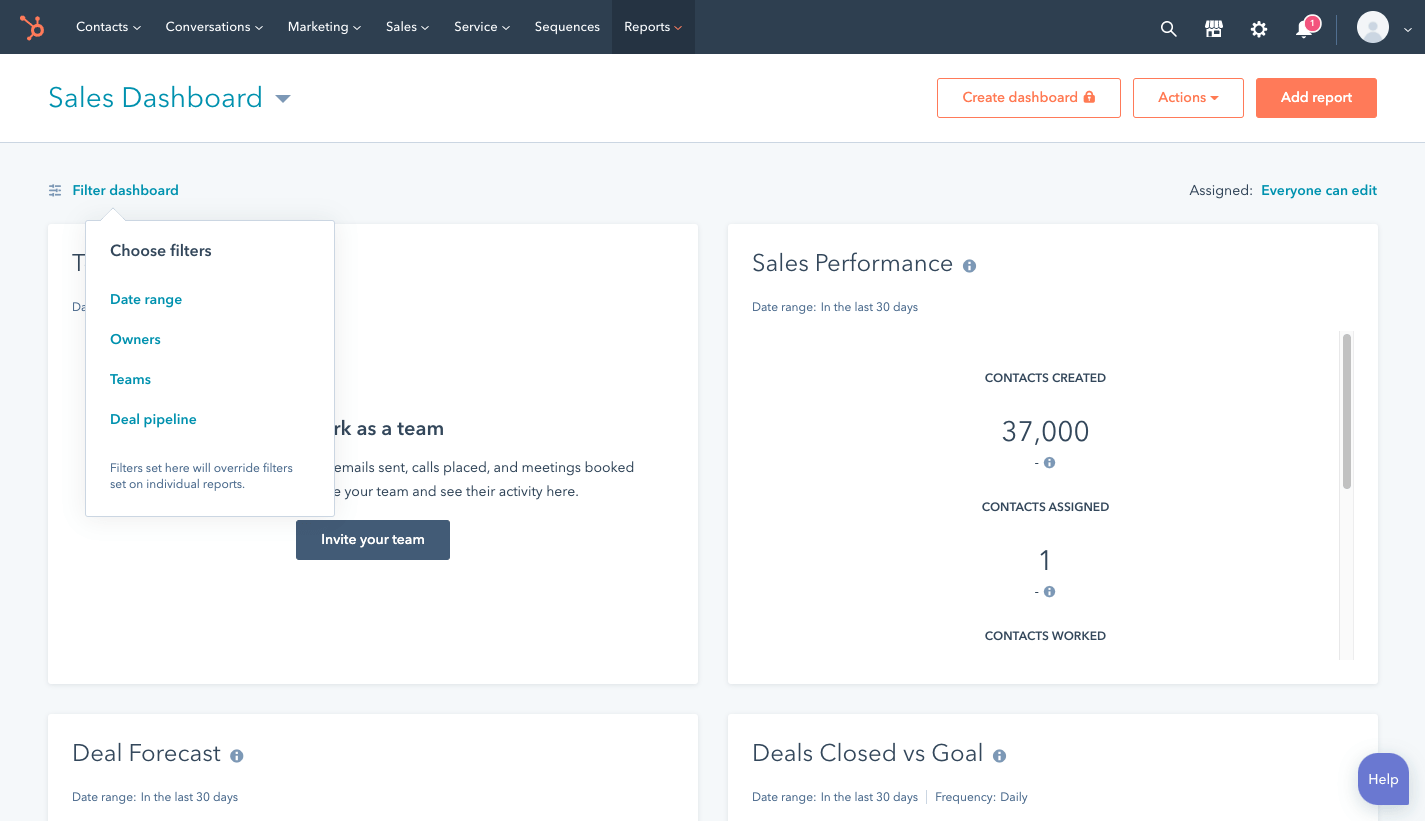 Contacts Conversations Marketing Sales Service Sequences Reports 1
Sales Dashboard
Create dashboard Actions Add report
Filter dashboard
Assigned: Everyone can edit
Choose filters
Date range
Owners
Teams
Deal pipeline
Filters set here will override filters
set on individual reports.
as a team
emails sent, calls placed, and meetings booked
your team and see their activity here.
Invite your team
Sales Performance
Date range: In the last 30 days
CONTACTS CREATED
37,000
-
CONTACTS ASSIGNED
1
-
CONTACTS WORKED
Deal Forecast
Date range: In the last 30 days
Deals Closed vs Goal
Date range: In the last 30 days Frequency: Daily
Help